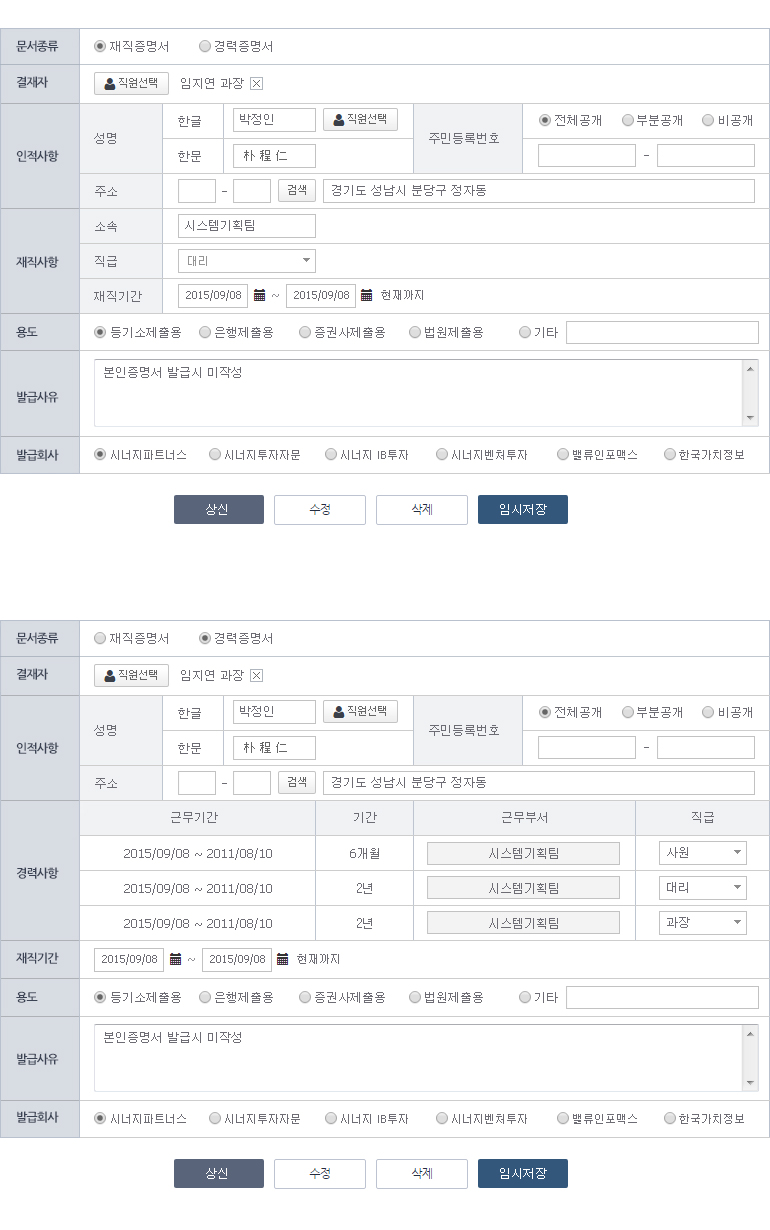 문서종류 재직증명서 경력증명서
결재자 직원선택 임지연 과장
인적사항 성명 한글 박정인 직원선택 주민등록번호 전체공개 부분공개 비공개
한문 朴 程 仁 -
주소 - 검색 경기도 성남시 분당구 정자동
재직사항 소속 시스템기획팀
직급 대리
재직기간 2015/09/08 ~ 2015/09/08 현재까지
용도 등기소제출용 은행제출용 증권사제출용 법원제출용 기타
발급사유 본인증명서 발급시 미작성
발급회사 시너지파트너스 시너지투자자문 시너지 IB투자 시너지벤처투자 밸류인포맥스 한국가치정보
상신 수정 삭제 임시저장
문서종류 재직증명서 경력증명서
결재자 직원선택 임지연 과장
인적사항 성명 한글 박정인 직원선택 주민등록번호 전체공개 부분공개 비공개
한문 朴 程 仁 -
주소 - 검색 경기도 성남시 분당구 정자동
경력사항 근무기간 기간 근무부서 직급
2015/09/08 ~ 2011/08/10 6개월 시스템기획팀 사원
2015/09/08 ~ 2011/08/10 2년 시스템기획팀 대리
2015/09/08 ~ 2011/08/10 2년 시스템기획팀 과장
재직기간 2015/09/08 ~ 2015/09/08 현재까지
용도 등기소제출용 은행제출용 증권사제출용 법원제출용 기타
발급사유 본인증명서 발급시 미작성
발급회사 시너지파트너스 시너지투자자문 시너지 IB투자 시너지벤처투자 밸류인포맥스 한국가치정보
상신 수정 삭제 임시저장